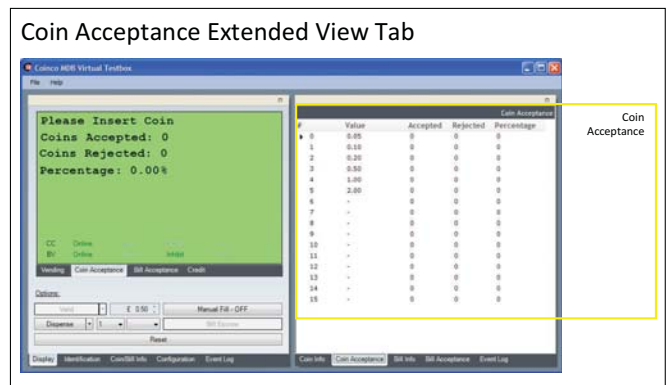 Coin Acceptance Extended View Tab
Coinco MDB Virtual Testbox
File Help
Please Insert Coin
Coins Accepted: 0
Coins Rejected: 0
Percentage: 0.00%
CC Online
BV Online Inhibit
Vending Coin Acceptance Bill Acceptance Credit
Options:
Vend £ 0.50 Manual Fill - OFF
Dispense 1 Bill Escrow
Reset
Display Identification Coin/Bill Info Configuration Event Log
Coin Acceptance
# Value Accepted Rejected Percentage
0 0.05 0 0 0
1 0.10 0 0 0
2 0.20 0 0 0
3 0.50 0 0 0
4 1.00 0 0 0
5 2.00 0 0 0
6 - 0 0 0
7 - 0 0 0
8 - 0 0 0
9 - 0 0 0
10 - 0 0 0
11 - 0 0 0
12 - 0 0 0
13 - 0 0 0
14 - 0 0 0
15 - 0 0 0
Coin Info Coin Acceptance Bill Info Bill Acceptance Event Log
Coin
Acceptance